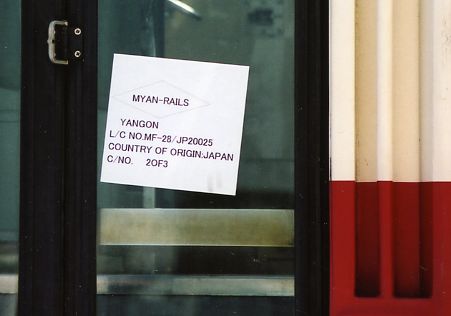 MYAN-RAILS
YANGON
L/C NO.MF-28/JP20025
COUNTRY OF ORIGIN:JAPAN
C/NO. 2OF3